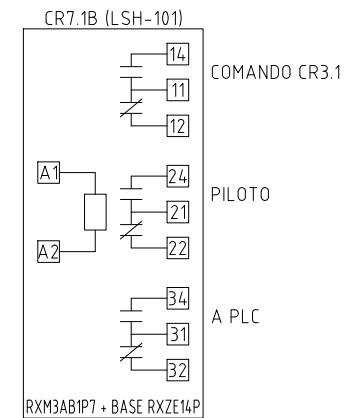 CR7.1B (LSH-101)
14
COMANDO CR3.1
11
12
A1
24
PILOTO
21
A2
22
34
A PLC
31
32
RXM3AB1P7 + BASE RXZE14P